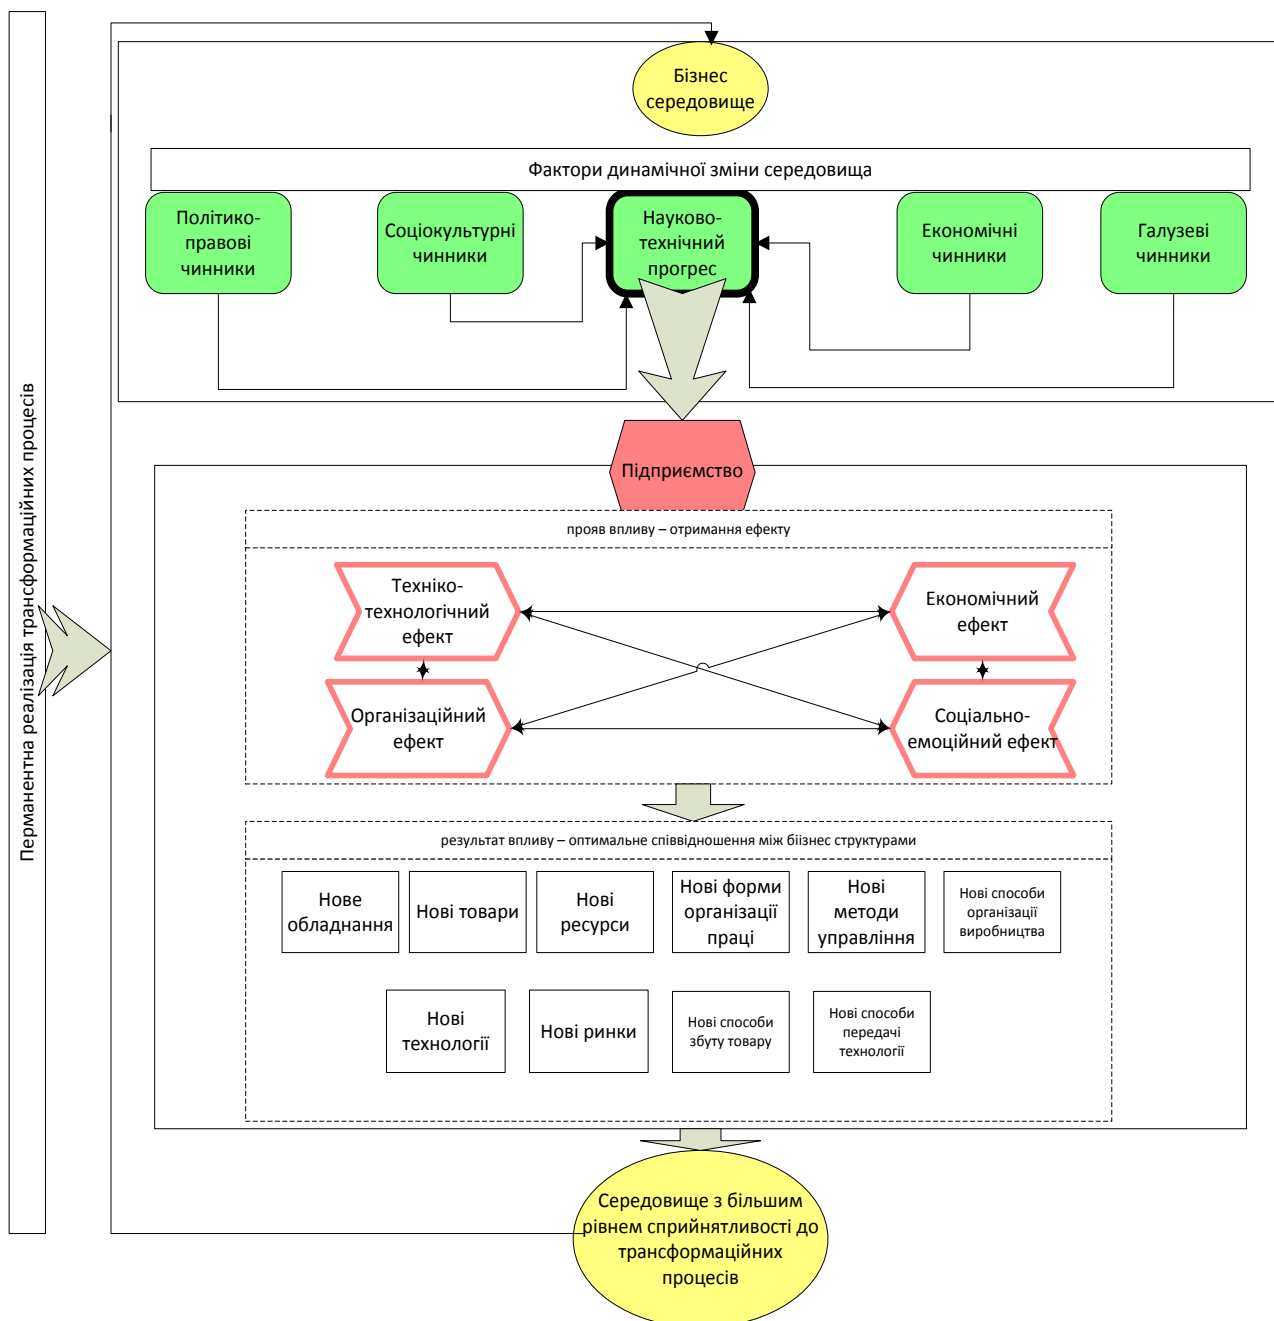 Перманентна реалізація трансформаційних процесів
Бізнес
середовище
Фактори динамічної зміни середовища
Політико-
правові
чинники
Соціокультурні
чинники
Науково-
технічний
прогрес
Економічні
чинники
Галузеві
чинники
Підприємство
прояв впливу – отримання ефекту
Техніко-
технологічний
ефект
Економічний
ефект
Організаційний
ефект
Соціально-
емоційний ефект
результат впливу – оптимальне співвідношення між біізнес структурами
Нове
обладнання
Нові товари
Нові
ресурси
Нові форми
організації
праці
Нові
методи
управління
Нові способи
організації
виробництва
Нові
технології
Нові ринки
Нові способи
збуту товару
Нові способи
передачі
технології
Середовище з більшим
рівнем сприйнятливості до
трансформаційних
процесів